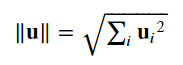 ‖u‖ = √(∑ᵢ uᵢ²)